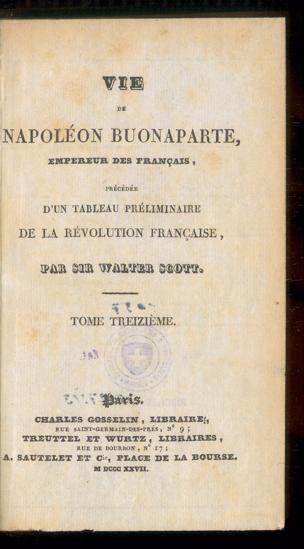 VIE
DE
NAPOLÉON BUONAPARTE,
EMPEREUR DES FRANÇAIS,
PRÉCÉDÉE
D'UN TABLEAU PRÉLIMINAIRE
DE LA RÉVOLUTION FRANÇAISE,
PAR SIR WALTER SCOTT.
TOME TREIZIÈME.
Paris.
CHARLES GOSSELIN, LIBRAIRE,
RUE SAINT-GERMAIN-DES-PRÉS, N° 9;
TREUTTEL ET WURTZ, LIBRAIRES,
RUE DE BOURBON, N° 17;
A. SAUTELET ET Cie, PLACE DE LA BOURSE.
M DCCC XXVII.